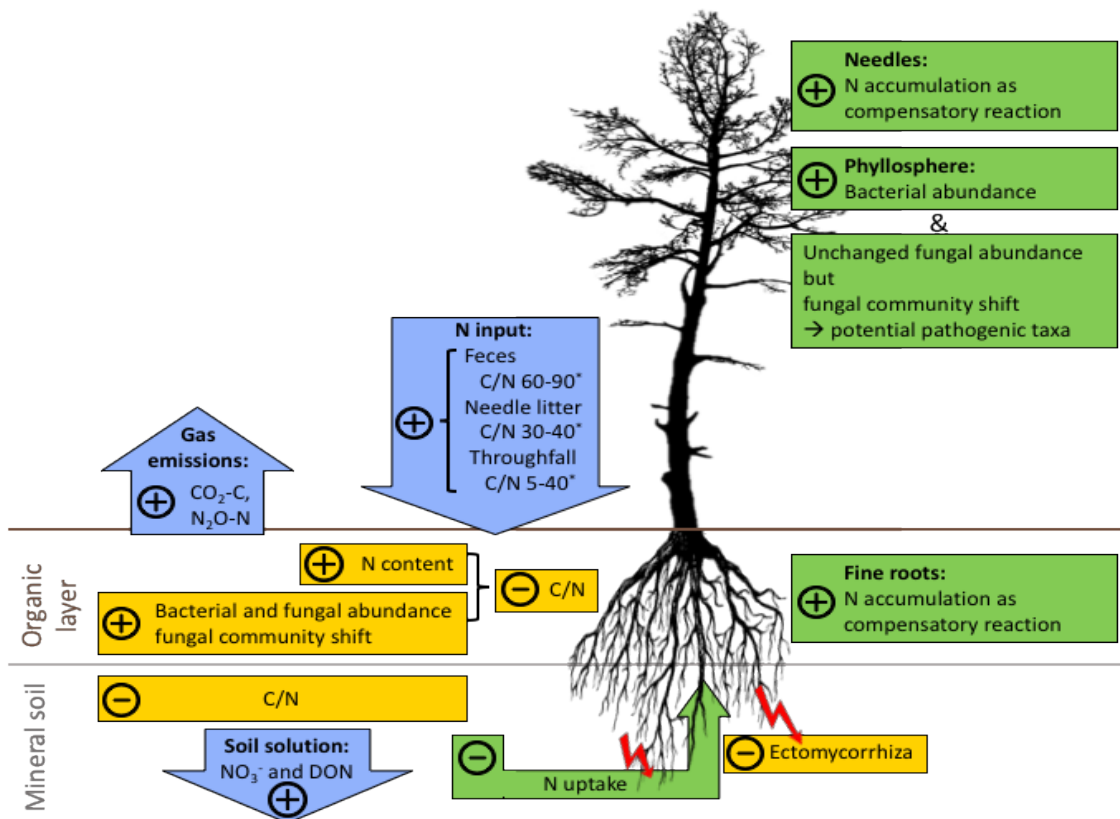 Needles:
N accumulation as
compensatory reaction
Phyllosphere:
Bacterial abundance
&
Unchanged fungal abundance
but
fungal community shift
→ potential pathogenic taxa
N input:
Feces
C/N 60-90*
Needle litter
C/N 30-40*
Throughfall
C/N 5-40*
Gas
emissions:
CO₂-C,
N₂O-N
Organic
layer
N content
Bacterial and fungal abundance
fungal community shift
C/N
Fine roots:
N accumulation as
compensatory reaction
Mineral soil
C/N
Soil solution:
NO₃⁻ and DON
N uptake
Ectomycorrhiza